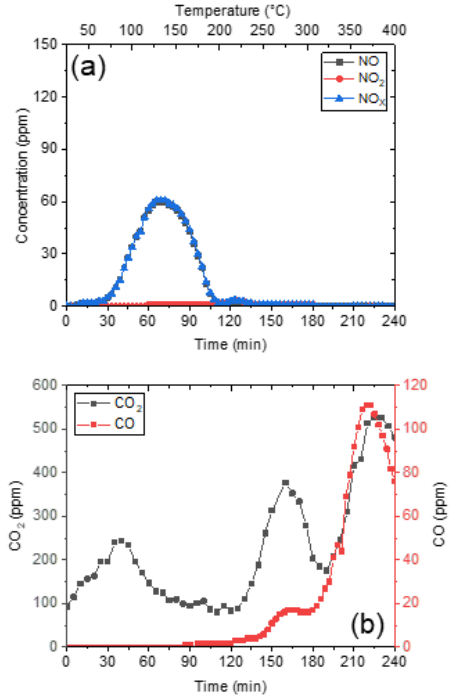 Temperature (°C)
50 100 150 200 250 300 350 400
150
120
90
60
30
0
Concentration (ppm)
(a)
NO
NO₂
NOₓ
0 30 60 90 120 150 180 210 240
Time (min)
600
500
400
300
200
100
0
CO₂ (ppm)
CO₂
CO
120
100
80
60
40
20
0
CO (ppm)
(b)
0 30 60 90 120 150 180 210 240
Time (min)